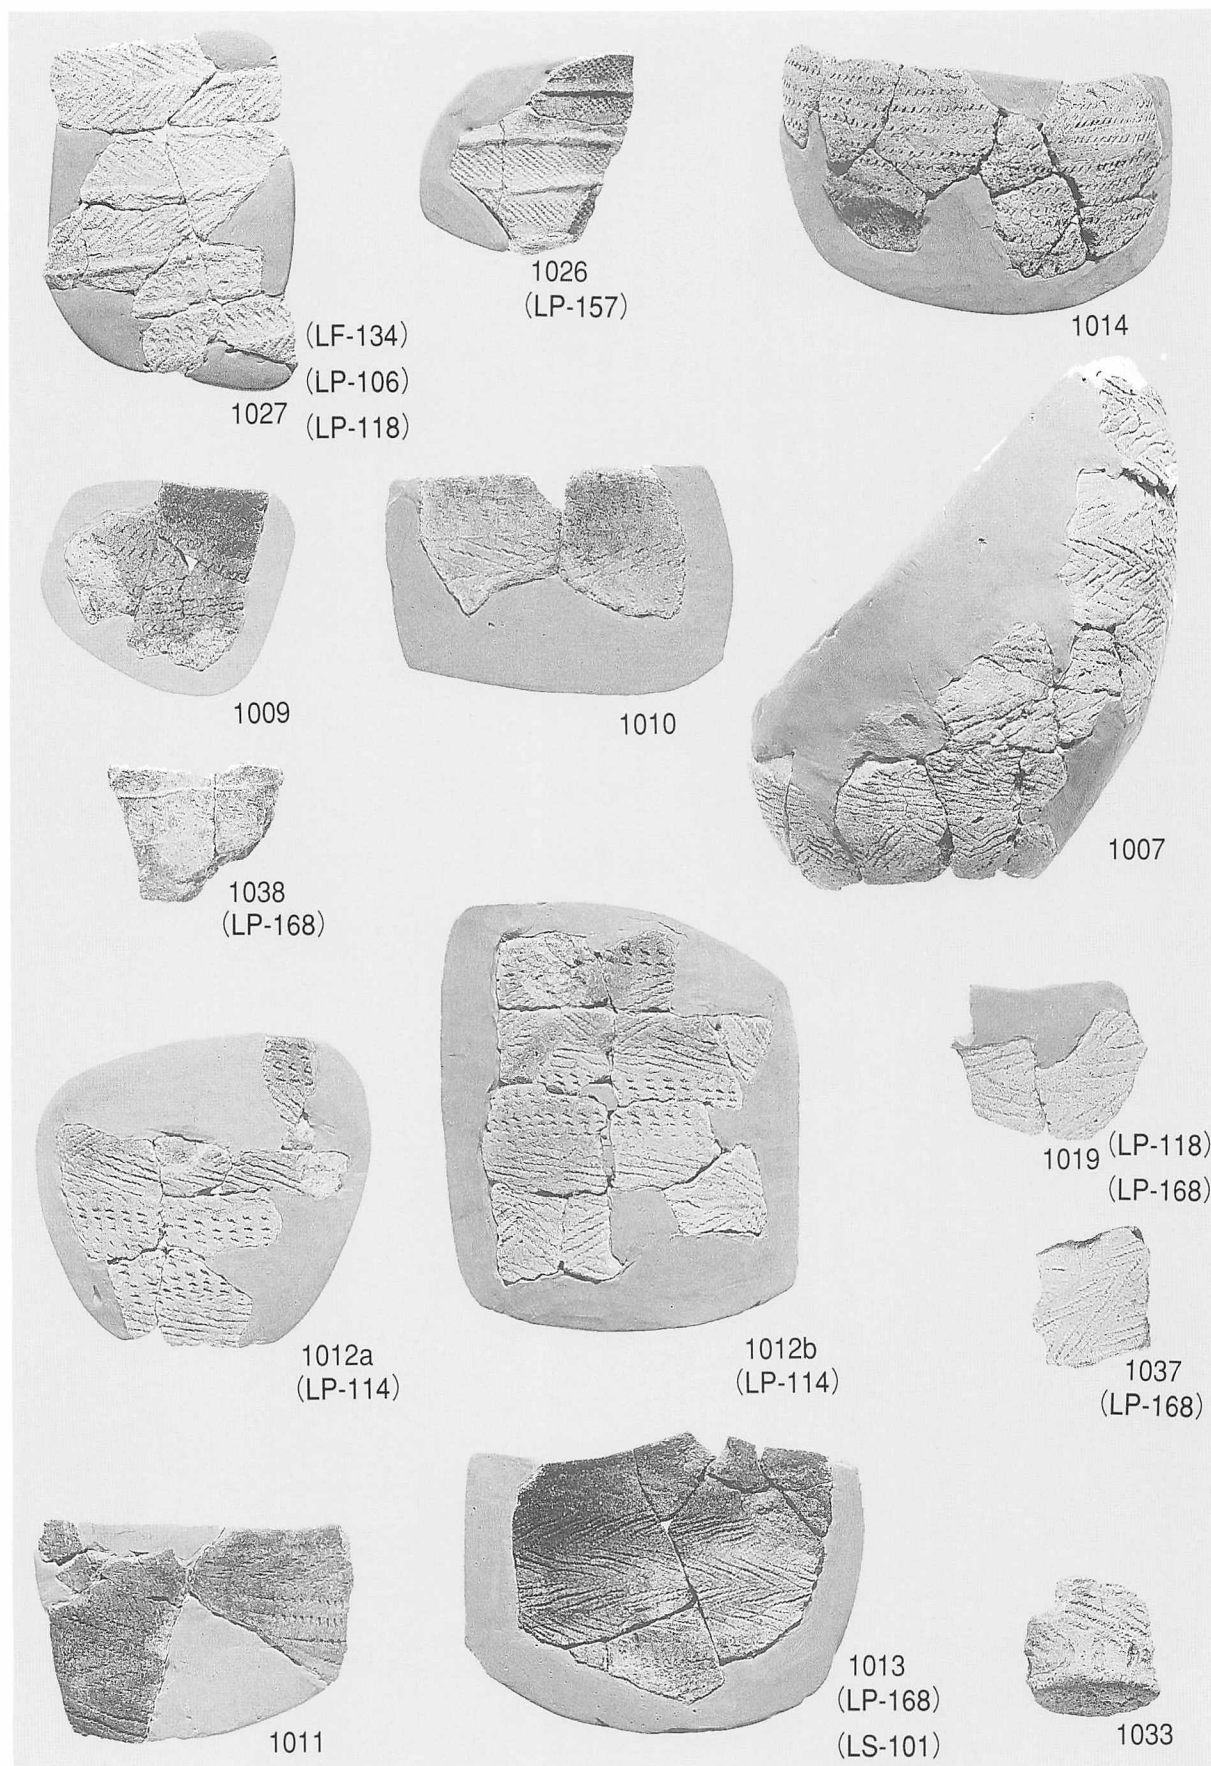 1027
(LF-134)
(LP-106)
(LP-118)
1026
(LP-157)
1014
1009
1010
1007
1038
(LP-168)
1012a
(LP-114)
1012b
(LP-114)
1019
(LP-118)
(LP-168)
1037
(LP-168)
1011
1013
(LP-168)
(LS-101)
1033